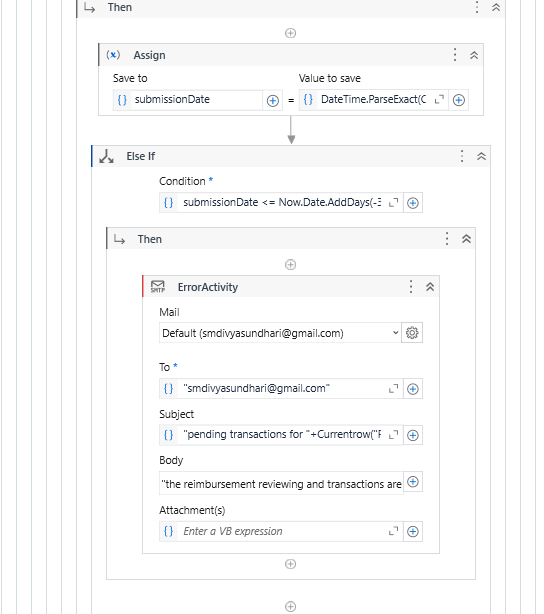 Then
Assign
Save to
Value to save
submissionDate
=
DateTime.ParseExact(C
Else If
Condition *
submissionDate <= Now.Date.AddDays(-3
Then
SMTP
ErrorActivity
Mail
Default (smdivyasundhari@gmail.com)
To *
"smdivyasundhari@gmail.com"
Subject
"pending transactions for "+Currentrow("F
Body
"the reimbursement reviewing and transactions are
Attachment(s)
Enter a VB expression